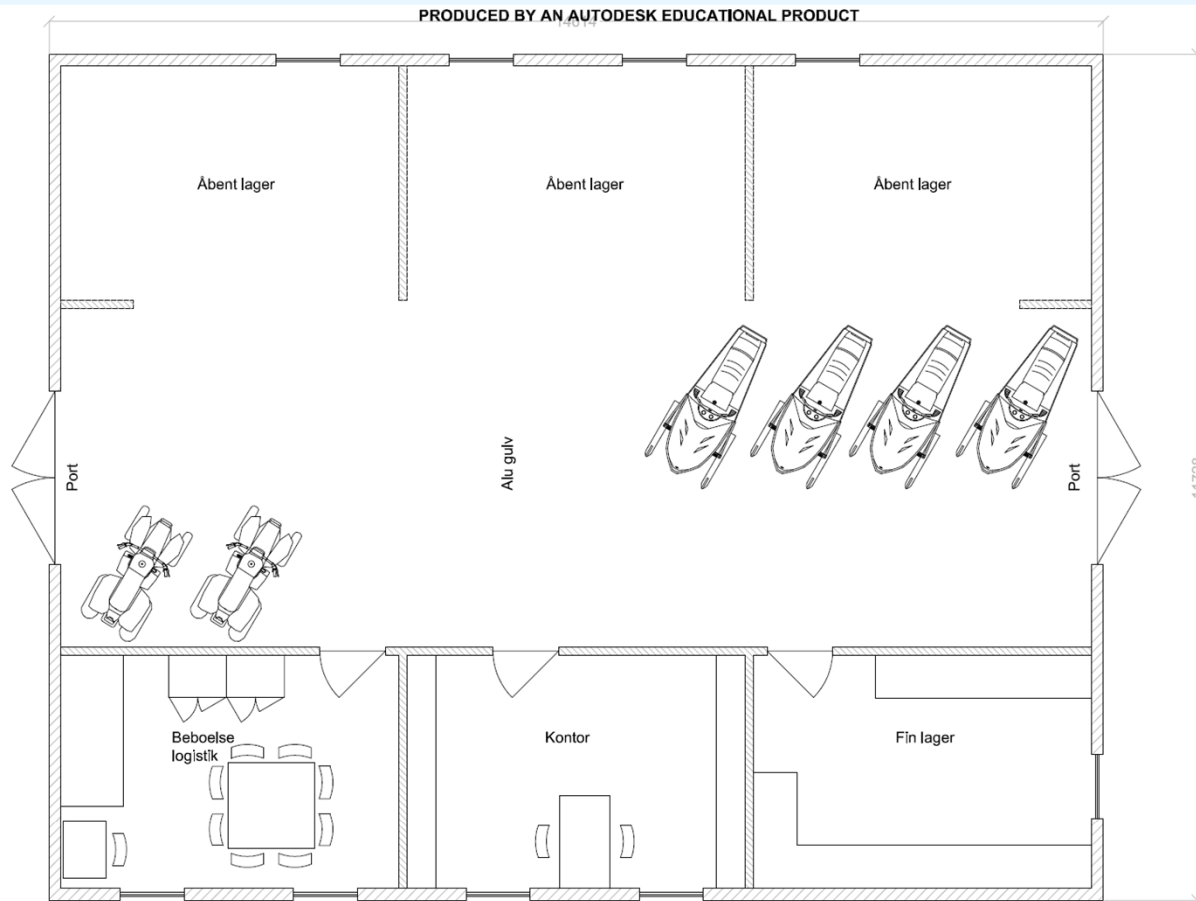 PRODUCED BY AN AUTODESK EDUCATIONAL PRODUCT
14614
Åbent lager
Åbent lager
Åbent lager
Port
Alu gulv
Port
Beboelse
logistik
Kontor
Fin lager